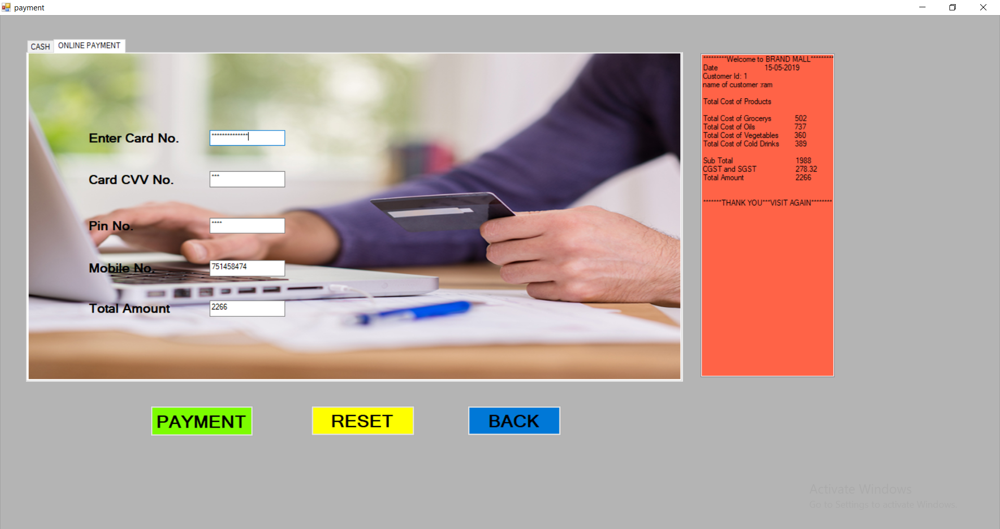 payment
CASH
ONLINE PAYMENT
Enter Card No. **************
Card CVV No. ***
Pin No. ****
Mobile No. 751458474
Total Amount 2266
*********Welcome to BRAND MALL*********
Date 15-05-2019
Customer Id: 1
name of customer :ram
Total Cost of Products
Total Cost of Grocerys 502
Total Cost of Oils 737
Total Cost of Vegetables 360
Total Cost of Cold Drinks 389
Sub Total 1988
CGST and SGST 278.32
Total Amount 2266
*******THANK YOU***VISIT AGAIN********
PAYMENT
RESET
BACK
Activate Windows
Go to Settings to activate Windows.